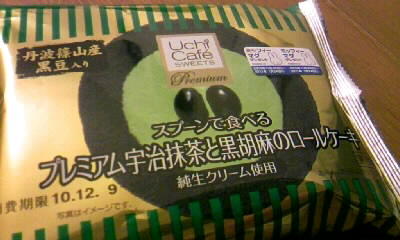 丹波篠山産
黒豆入り
Uchi
Café
SWEETS
Premium
スプーンで食べる
プレミアム宇治抹茶と黒胡麻のロールケーキ
純生クリーム使用
消費期限 10.12. 9
写真はイメージです。